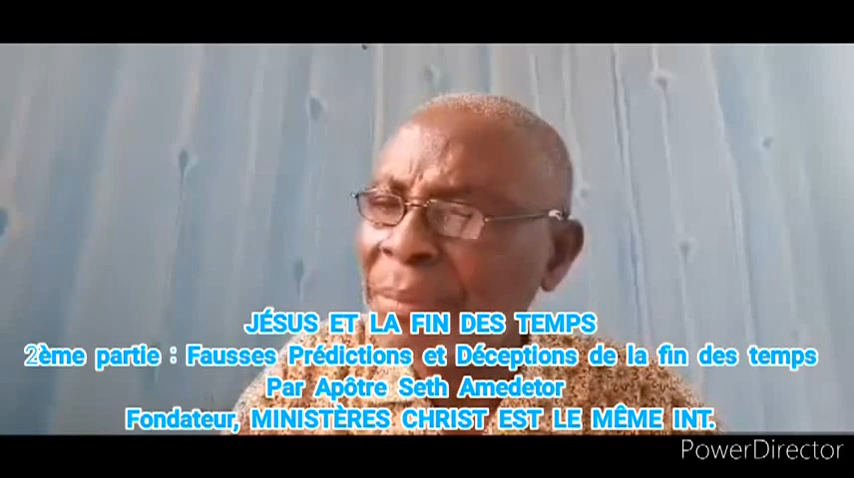 JÉSUS ET LA FIN DES TEMPS
2ème partie : Fausses Prédictions et Déceptions de la fin des temps
Par Apôtre Seth Amedetor
Fondateur, MINISTÈRES CHRIST EST LE MÊME INT.
PowerDirector